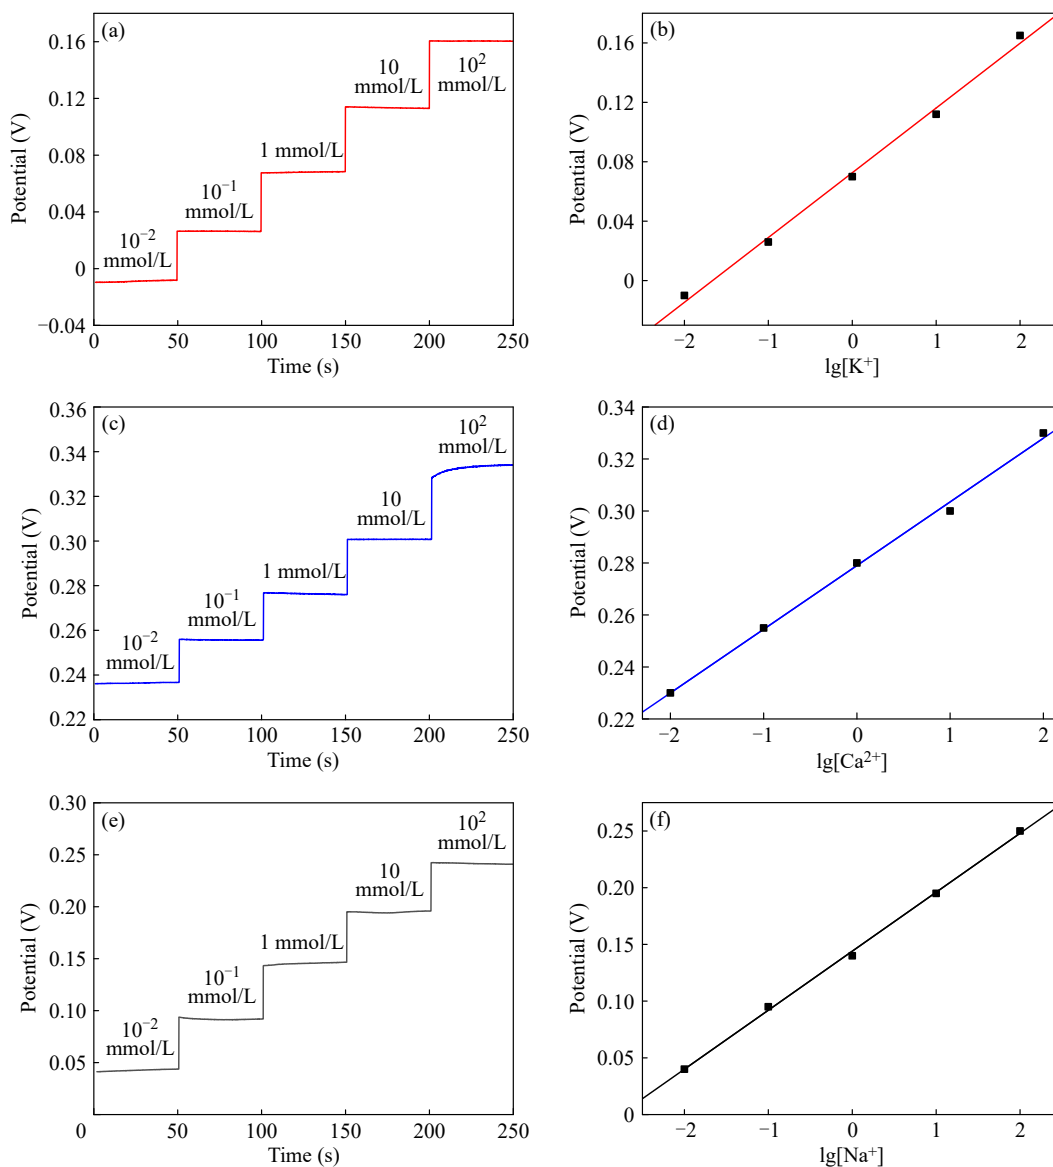 (a)
0.16
0.12
0.08
0.04
0
−0.04
Potential (V)
10⁻²
mmol/L
10⁻¹
mmol/L
1 mmol/L
10
mmol/L
10²
mmol/L
0 50 100 150 200 250
Time (s)
(b)
0.16
0.12
0.08
0.04
0
Potential (V)
−2 −1 0 1 2
lg[K⁺]
(c)
0.36
0.34
0.32
0.30
0.28
0.26
0.24
0.22
Potential (V)
10⁻²
mmol/L
10⁻¹
mmol/L
1 mmol/L
10
mmol/L
10²
mmol/L
0 50 100 150 200 250
Time (s)
(d)
0.34
0.32
0.30
0.28
0.26
0.24
0.22
Potential (V)
−2 −1 0 1 2
lg[Ca²⁺]
(e)
0.30
0.25
0.20
0.15
0.10
0.05
Potential (V)
10⁻²
mmol/L
10⁻¹
mmol/L
1 mmol/L
10
mmol/L
10²
mmol/L
0 50 100 150 200 250
Time (s)
(f)
0.25
0.20
0.15
0.10
0.05
0
Potential (V)
−2 −1 0 1 2
lg[Na⁺]